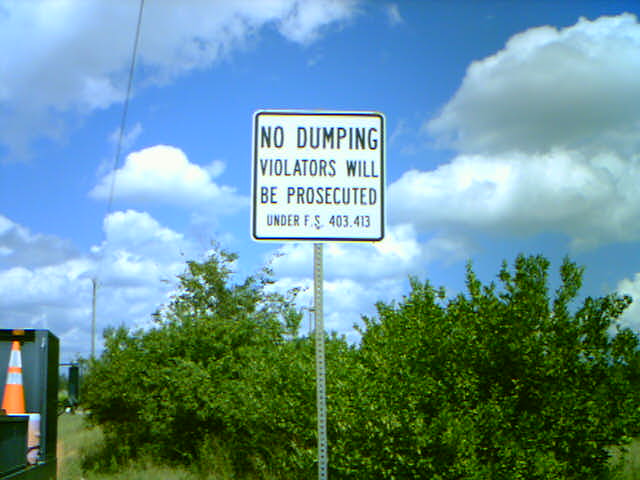 NO DUMPING
VIOLATORS WILL
BE PROSECUTED
UNDER F.S. 403.413